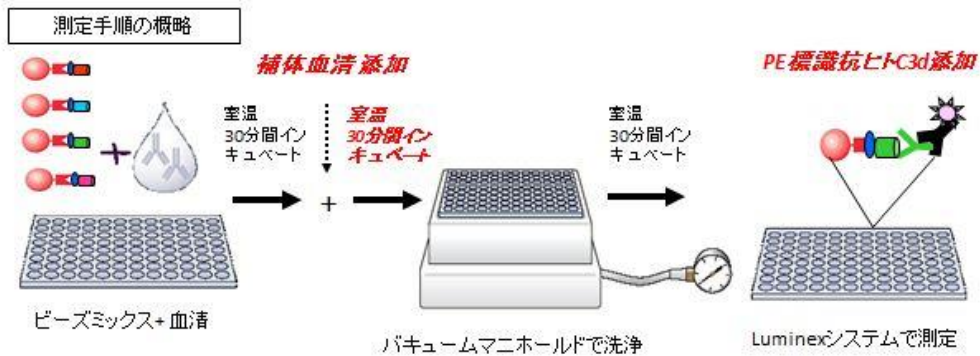 測定手順の概略
補体血清 添加
PE標識抗ヒトC3d添加
室温
30分間イン
キュベート
室温
30分間イン
キュベート
室温
30分間イン
キュベート
+
ビーズミックス+ 血清
バキュームマニホールドで洗浄
Luminexシステムで測定